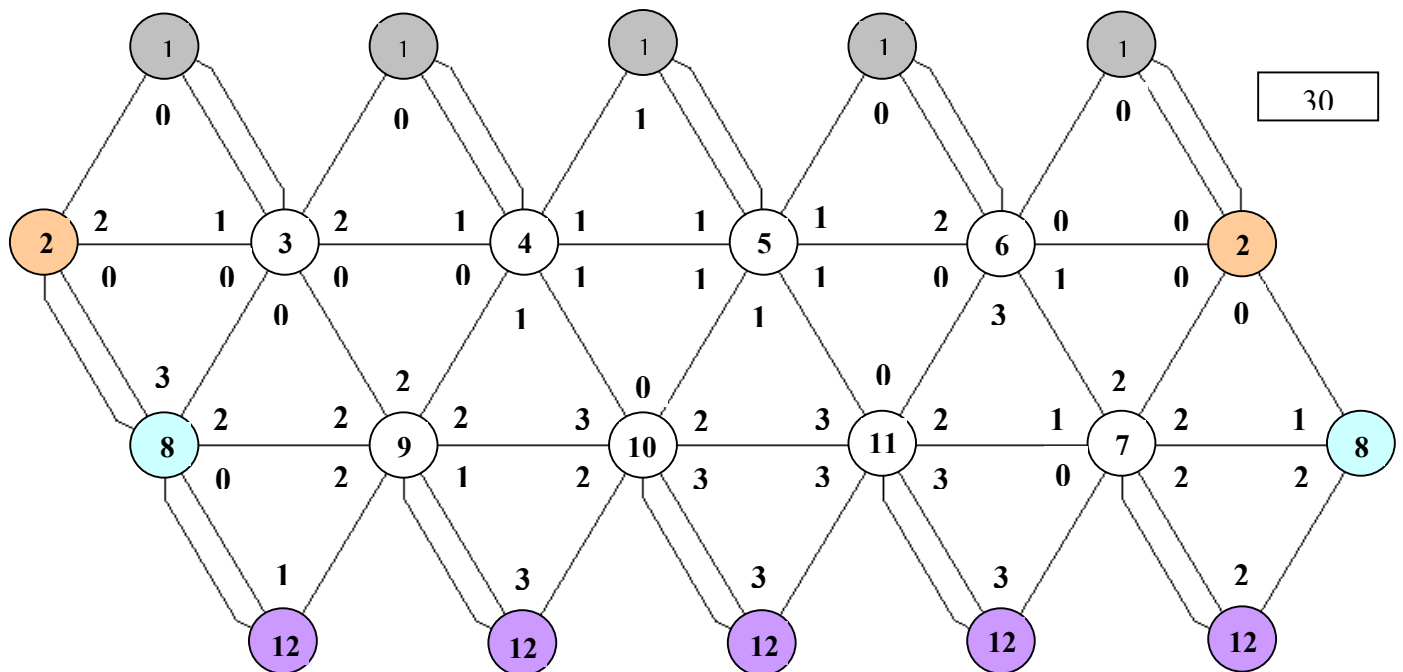 1 1 1 1 1
30
0 0 1 0 0
2 2 1 3 2 1 4 1 1 5 1 2 6 0 0 2
0 0 0 0 1 1 1 0 1 0
0 1 1 3 0
3 2 0 0 2
8 2 2 9 2 3 10 2 3 11 2 1 7 2 1 8
0 2 1 2 3 3 3 0 2 2
1 3 3 3 2
12 12 12 12 12